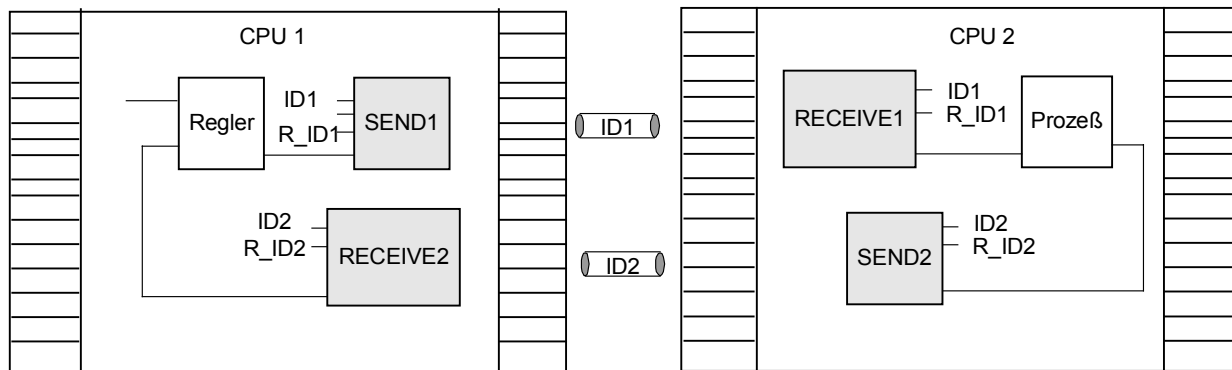 CPU 1
CPU 2
Regler
ID1
R_ID1
SEND1
ID2
R_ID2
RECEIVE2
ID1
ID2
RECEIVE1
ID1
R_ID1
Prozeß
SEND2
ID2
R_ID2